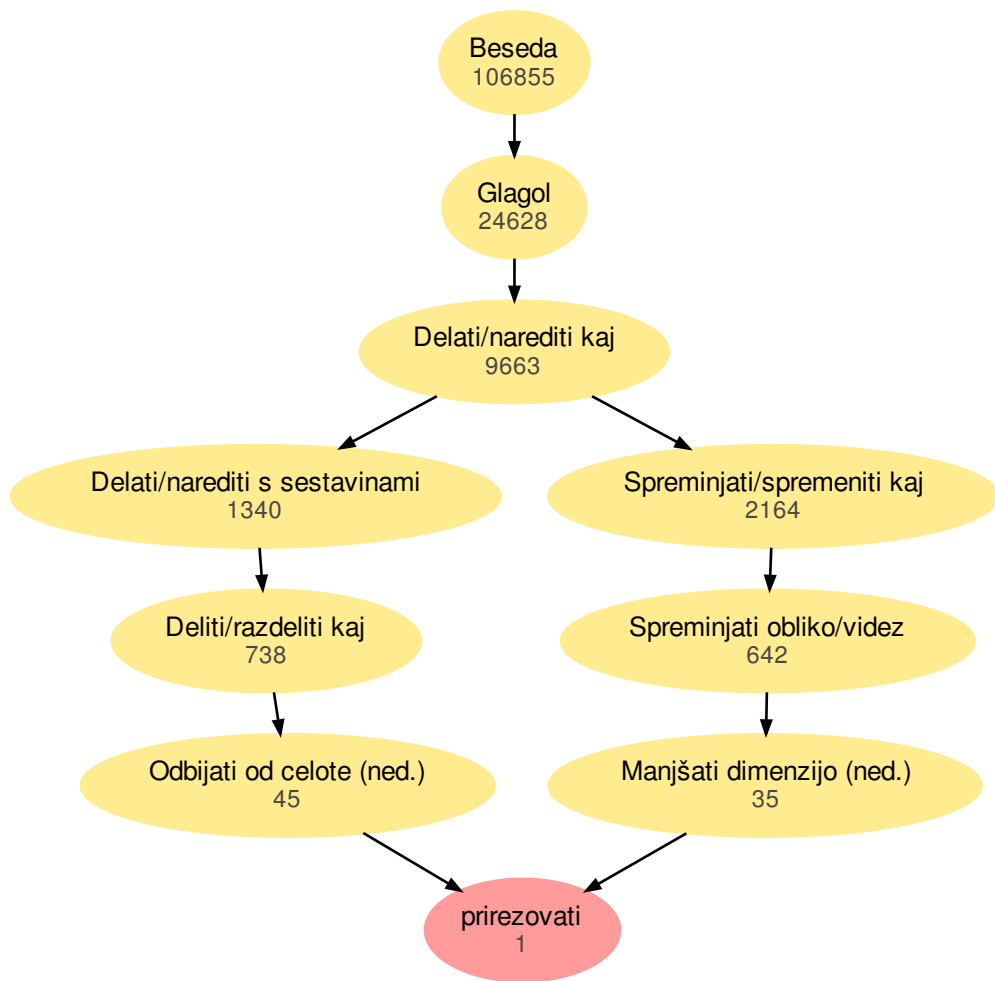 Beseda
106855
Glagol
24628
Delati/narediti kaj
9663
Delati/narediti s sestavinami
1340
Spreminjati/spremeniti kaj
2164
Deliti/razdeliti kaj
738
Spreminjati obliko/videz
642
Odbijati od celote (ned.)
45
Manjšati dimenzijo (ned.)
35
prirezovati
1